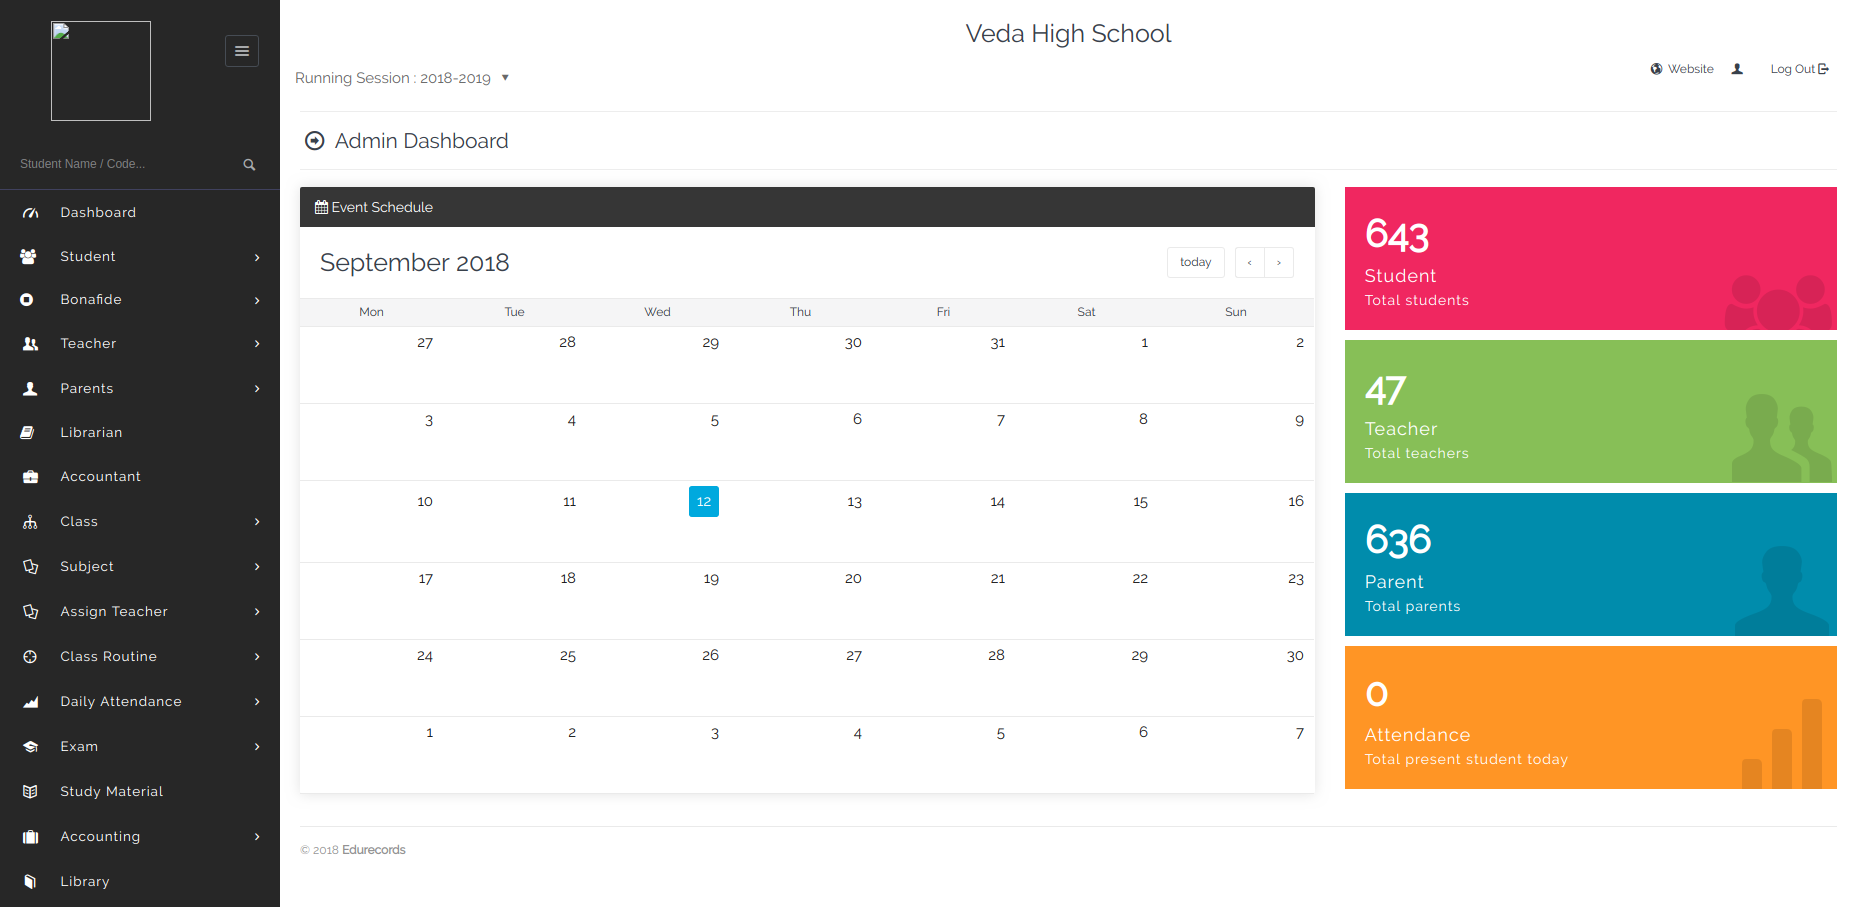 Veda High School
Running Session : 2018-2019
Website
Log Out
Student Name / Code...
Dashboard
Student
Bonafide
Teacher
Parents
Librarian
Accountant
Class
Subject
Assign Teacher
Class Routine
Daily Attendance
Exam
Study Material
Accounting
Library
Admin Dashboard
Event Schedule
September 2018
today ‹ ›
Mon Tue Wed Thu Fri Sat Sun
27 28 29 30 31 1 2
3 4 5 6 7 8 9
10 11 12 13 14 15 16
17 18 19 20 21 22 23
24 25 26 27 28 29 30
1 2 3 4 5 6 7
643
Student
Total students
47
Teacher
Total teachers
636
Parent
Total parents
0
Attendance
Total present student today
© 2018 Edurecords